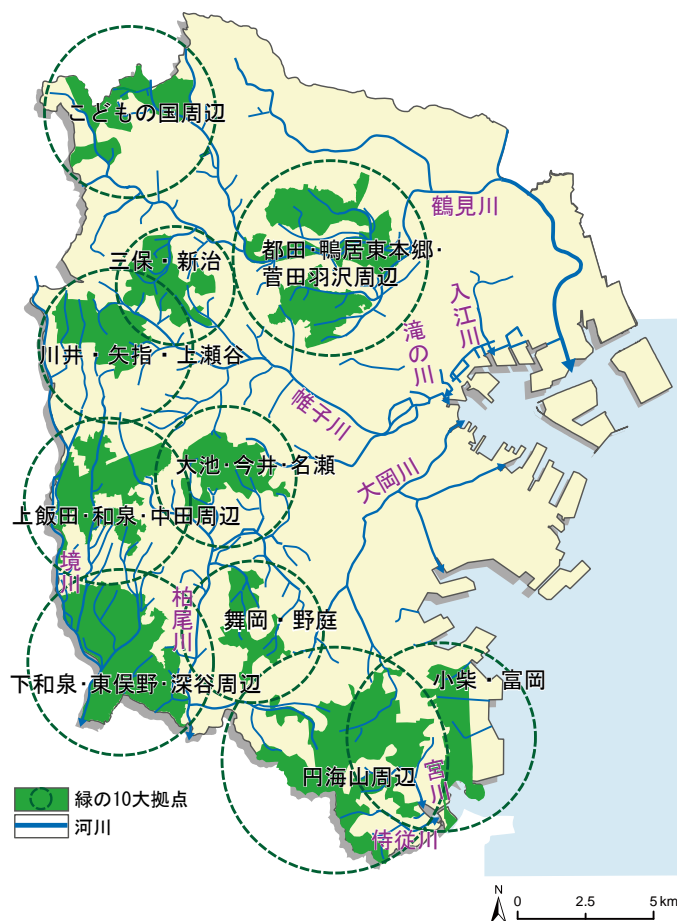 こどもの国周辺
鶴見川
都田・鴨居東本郷・
菅田羽沢周辺
三保・新治
入江川
滝の川
川井・矢指・上瀬谷
帷子川
大池・今井・名瀬
大岡川
上飯田・和泉・中田周辺
境川
柏尾川
舞岡・野庭
下和泉・東俣野・深谷周辺
小柴・富岡
円海山周辺
宮川
侍従川
緑の10大拠点
河川
N
0 2.5 5 km